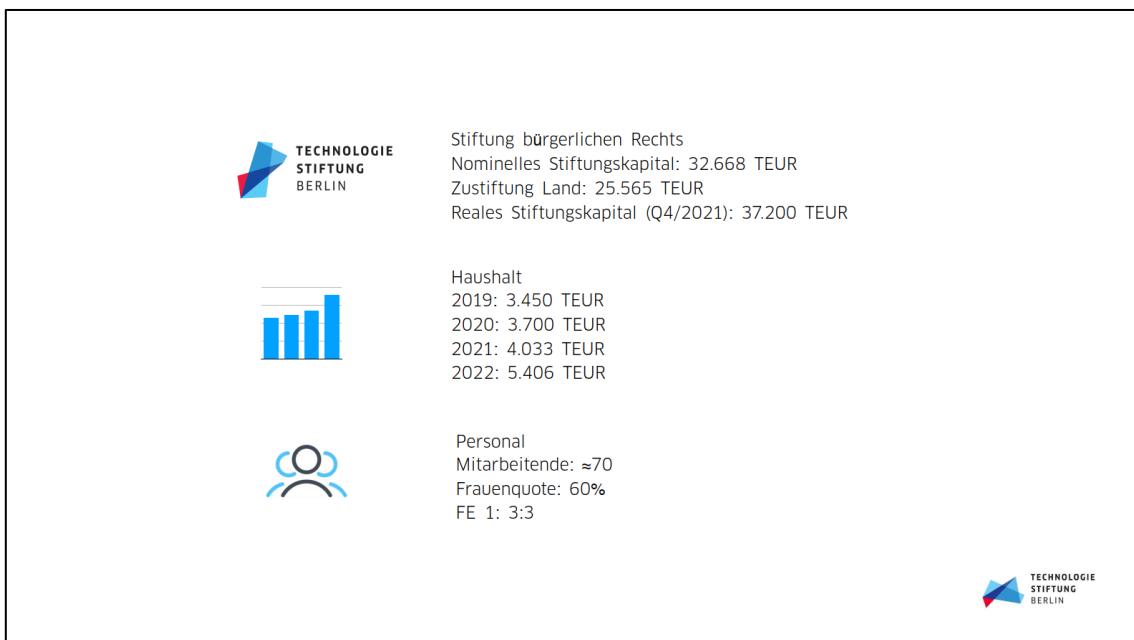 TECHNOLOGIE
STIFTUNG
BERLIN
Stiftung bürgerlichen Rechts
Nominelles Stiftungskapital: 32.668 TEUR
Zustiftung Land: 25.565 TEUR
Reales Stiftungskapital (Q4/2021): 37.200 TEUR
Haushalt
2019: 3.450 TEUR
2020: 3.700 TEUR
2021: 4.033 TEUR
2022: 5.406 TEUR
Personal
Mitarbeitende: ≈70
Frauenquote: 60%
FE 1: 3:3
TECHNOLOGIE
STIFTUNG
BERLIN